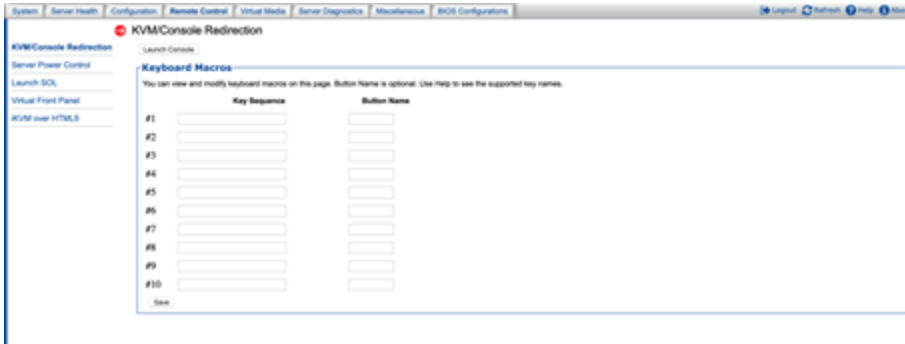 System Server Health Configuration Remote Control Virtual Media Server Diagnostics Miscellaneous BIOS Configurations Logout Refresh Help
KVM/Console Redirection
KVM/Console Redirection
Launch Console
Server Power Control
Launch SOL
Virtual Front Panel
iKVM over HTML5
Keyboard Macros
You can view and modify keyboard macros on this page. Button Name is optional. Use Help to see the supported key names.
Key Sequence Button Name
#1
#2
#3
#4
#5
#6
#7
#8
#9
#10
Save